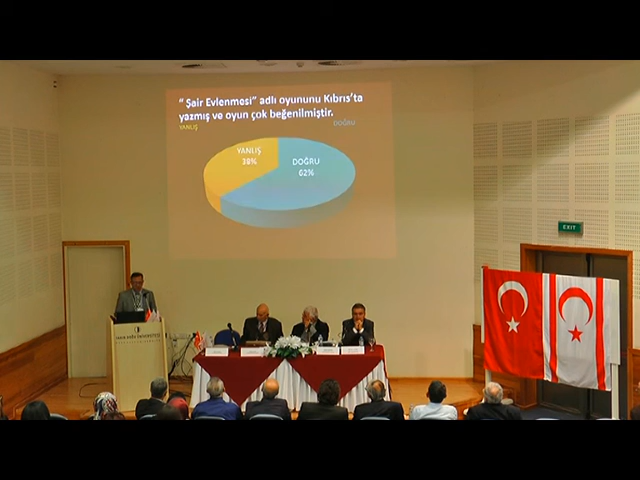 “ Şair Evlenmesi” adlı oyununu Kıbrıs’ta
yazmış ve oyun çok beğenilmiştir.
YANLIŞ
DOĞRU
YANLIŞ
38%
DOĞRU
62%
EXIT